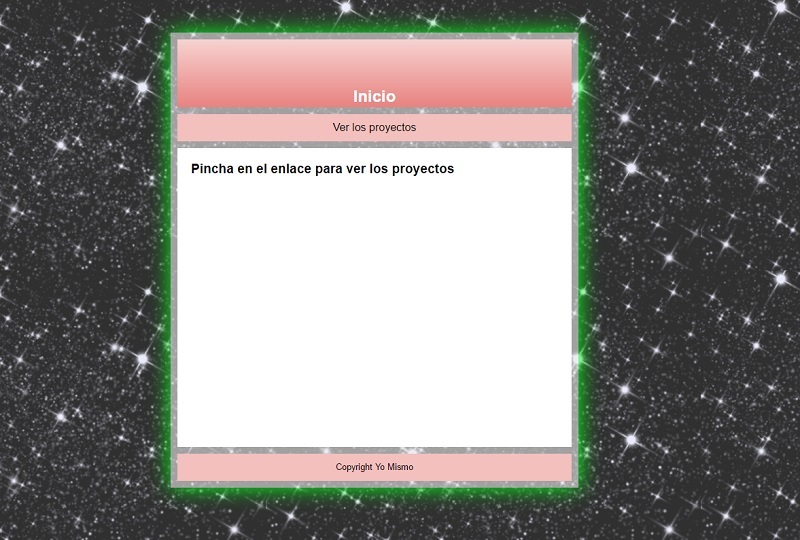 Inicio
Ver los proyectos
Pincha en el enlace para ver los proyectos
Copyright Yo Mismo